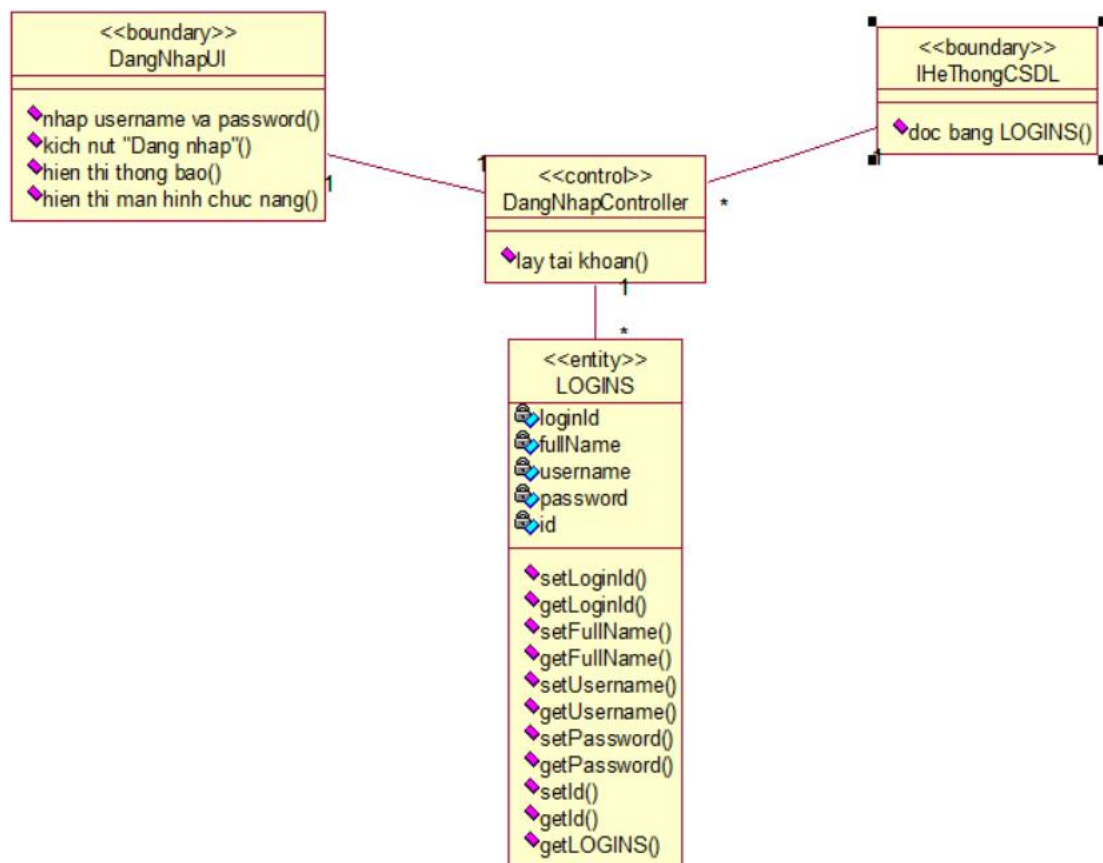 <<boundary>>
DangNhapUI
nhap username va password()
kich nut "Dang nhap"()
hien thi thong bao()
hien thi man hinh chuc nang()
1
1
<<control>>
DangNhapController
lay tai khoan()
1
*
<<boundary>>
IHeThongCSDL
doc bang LOGINS()
1
*
<<entity>>
LOGINS
loginId
fullName
username
password
id
setLoginId()
getLoginId()
setFullName()
getFullName()
setUsername()
getUsername()
setPassword()
getPassword()
setId()
getId()
getLOGINS()